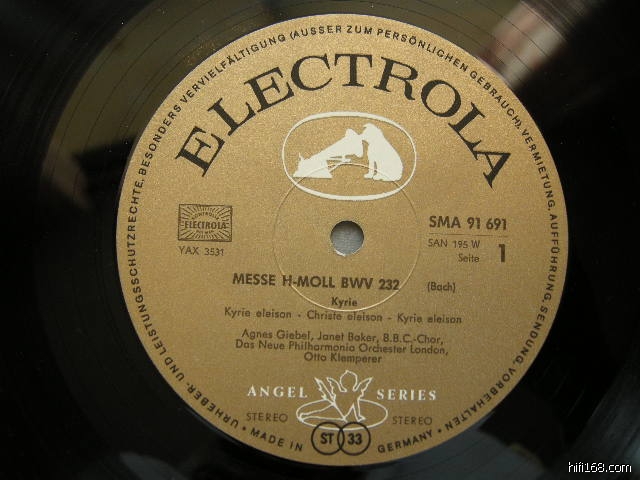 URHEBER- UND LEISTUNGSSCHUTZRECHTE, BESONDERS VERVIELFÄLTIGUNG (AUSSER ZUM PERSÖNLICHEN GEBRAUCH), VERMIETUNG, AUFFÜHRUNG, SENDUNG, VORBEHALTEN
ELECTROLA
ELECTROLA
YAX 3531
SMA 91 691
SAN 195 W
Seite 1
MESSE H-MOLL BWV 232 (Bach)
Kyrie
Kyrie eleison - Christe eleison - Kyrie eleison
Agnes Giebel, Janet Baker, B.B.C-Chor,
Das Neue Philharmonia Orchester London,
Otto Klemperer
ANGEL SERIES
STEREO STEREO
ST 33
• MADE IN GERMANY •
hifi168.com